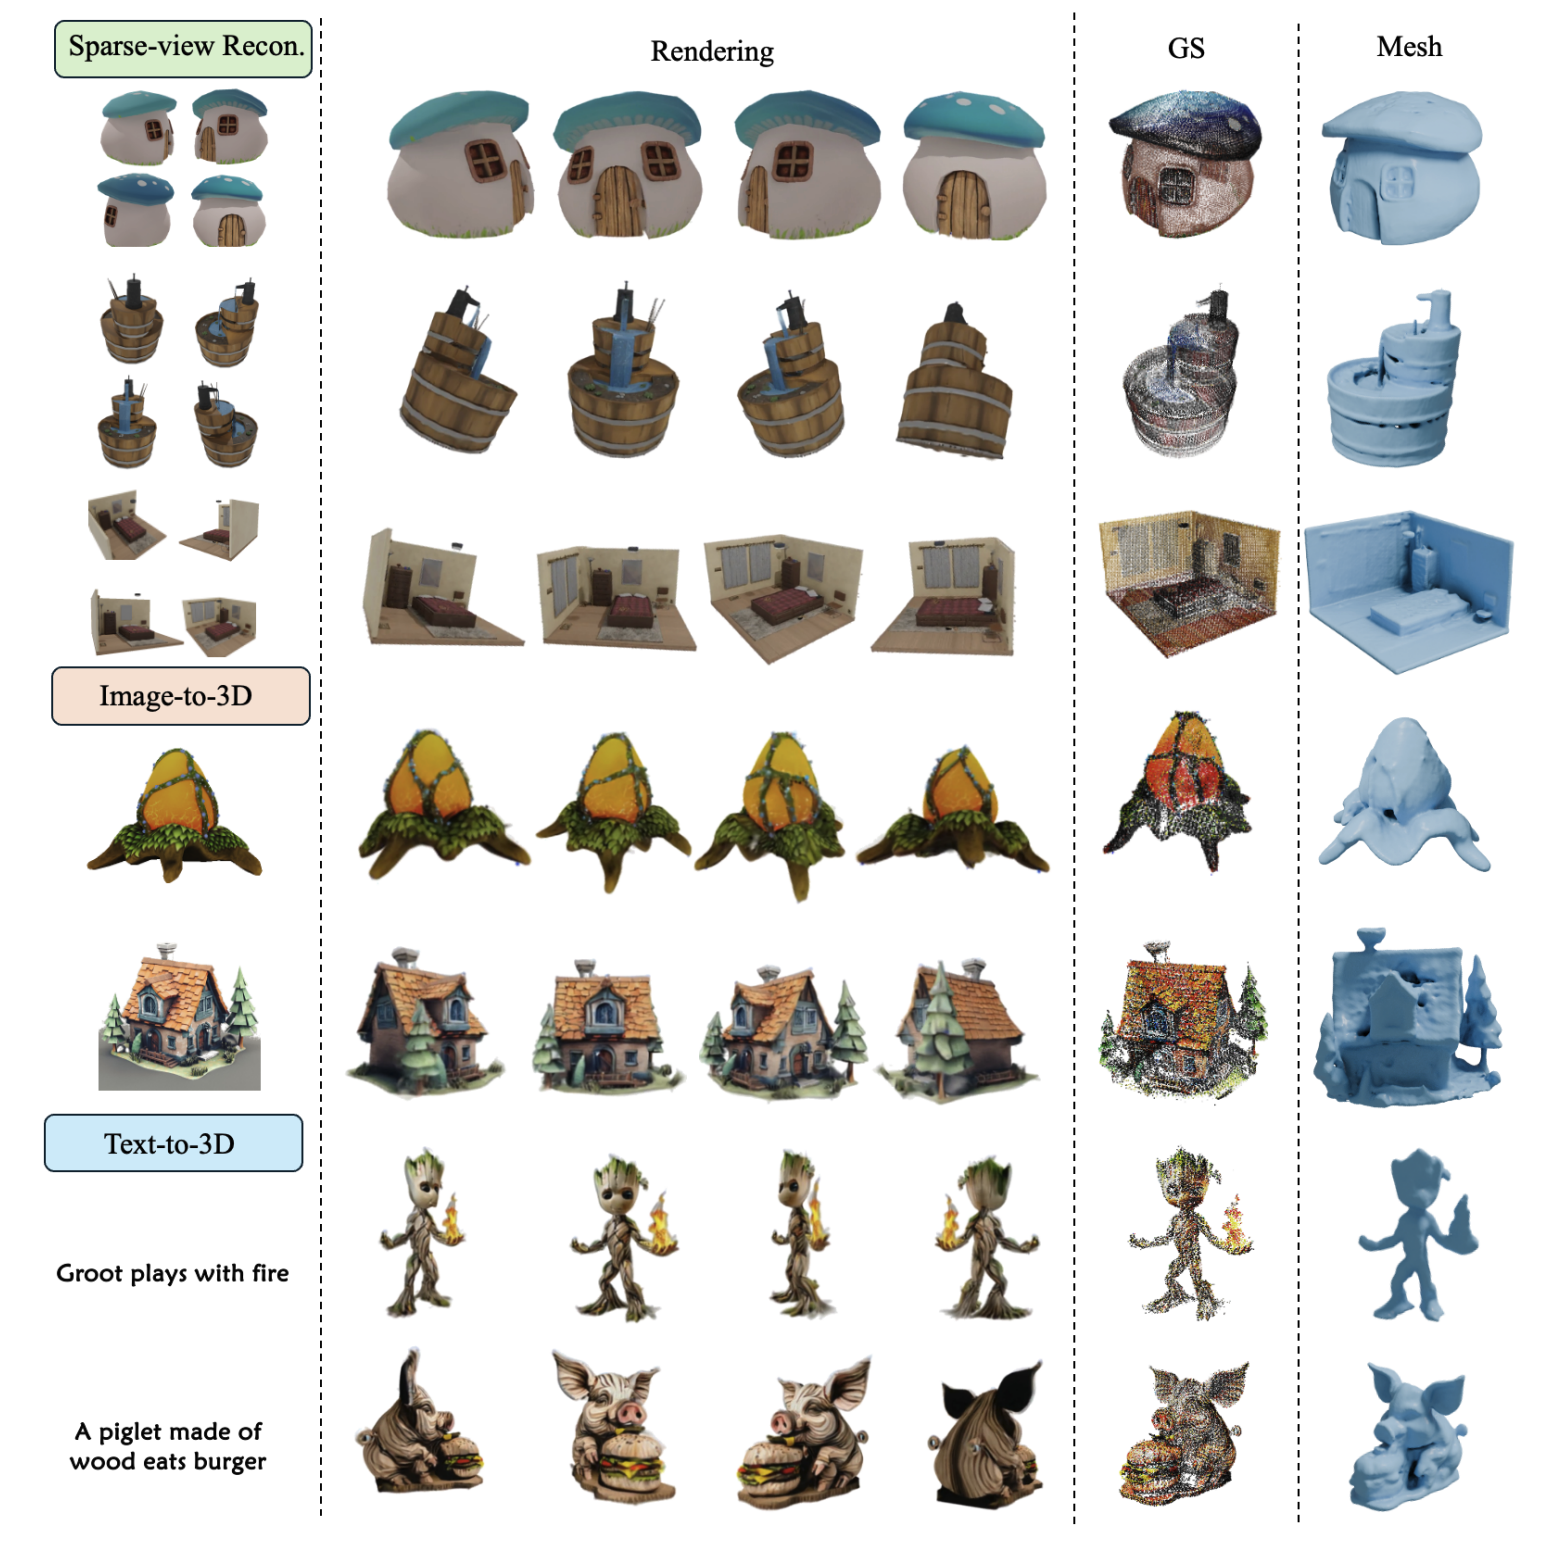 Sparse-view Recon.
Rendering
GS
Mesh
Image-to-3D
Text-to-3D
Groot plays with fire
A piglet made of
wood eats burger